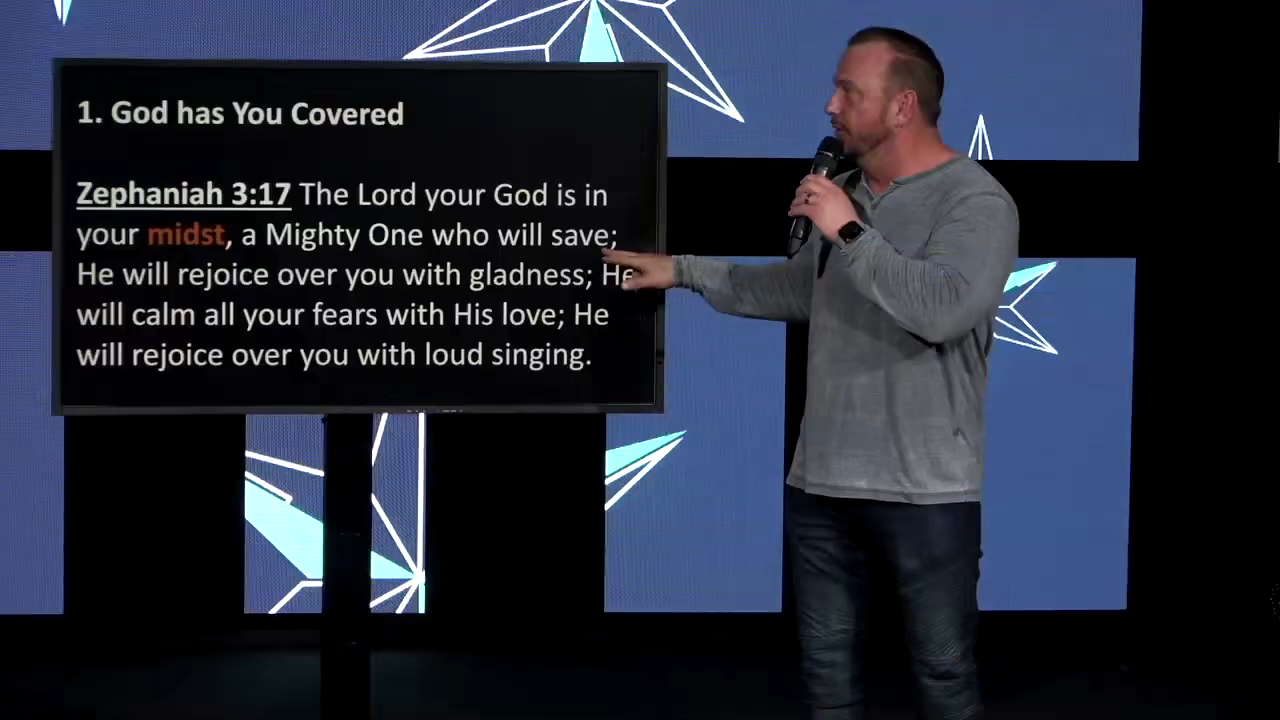 1. God has You Covered
Zephaniah 3:17 The Lord your God is in
your midst, a Mighty One who will save;
He will rejoice over you with gladness; He
will calm all your fears with His love; He
will rejoice over you with loud singing.